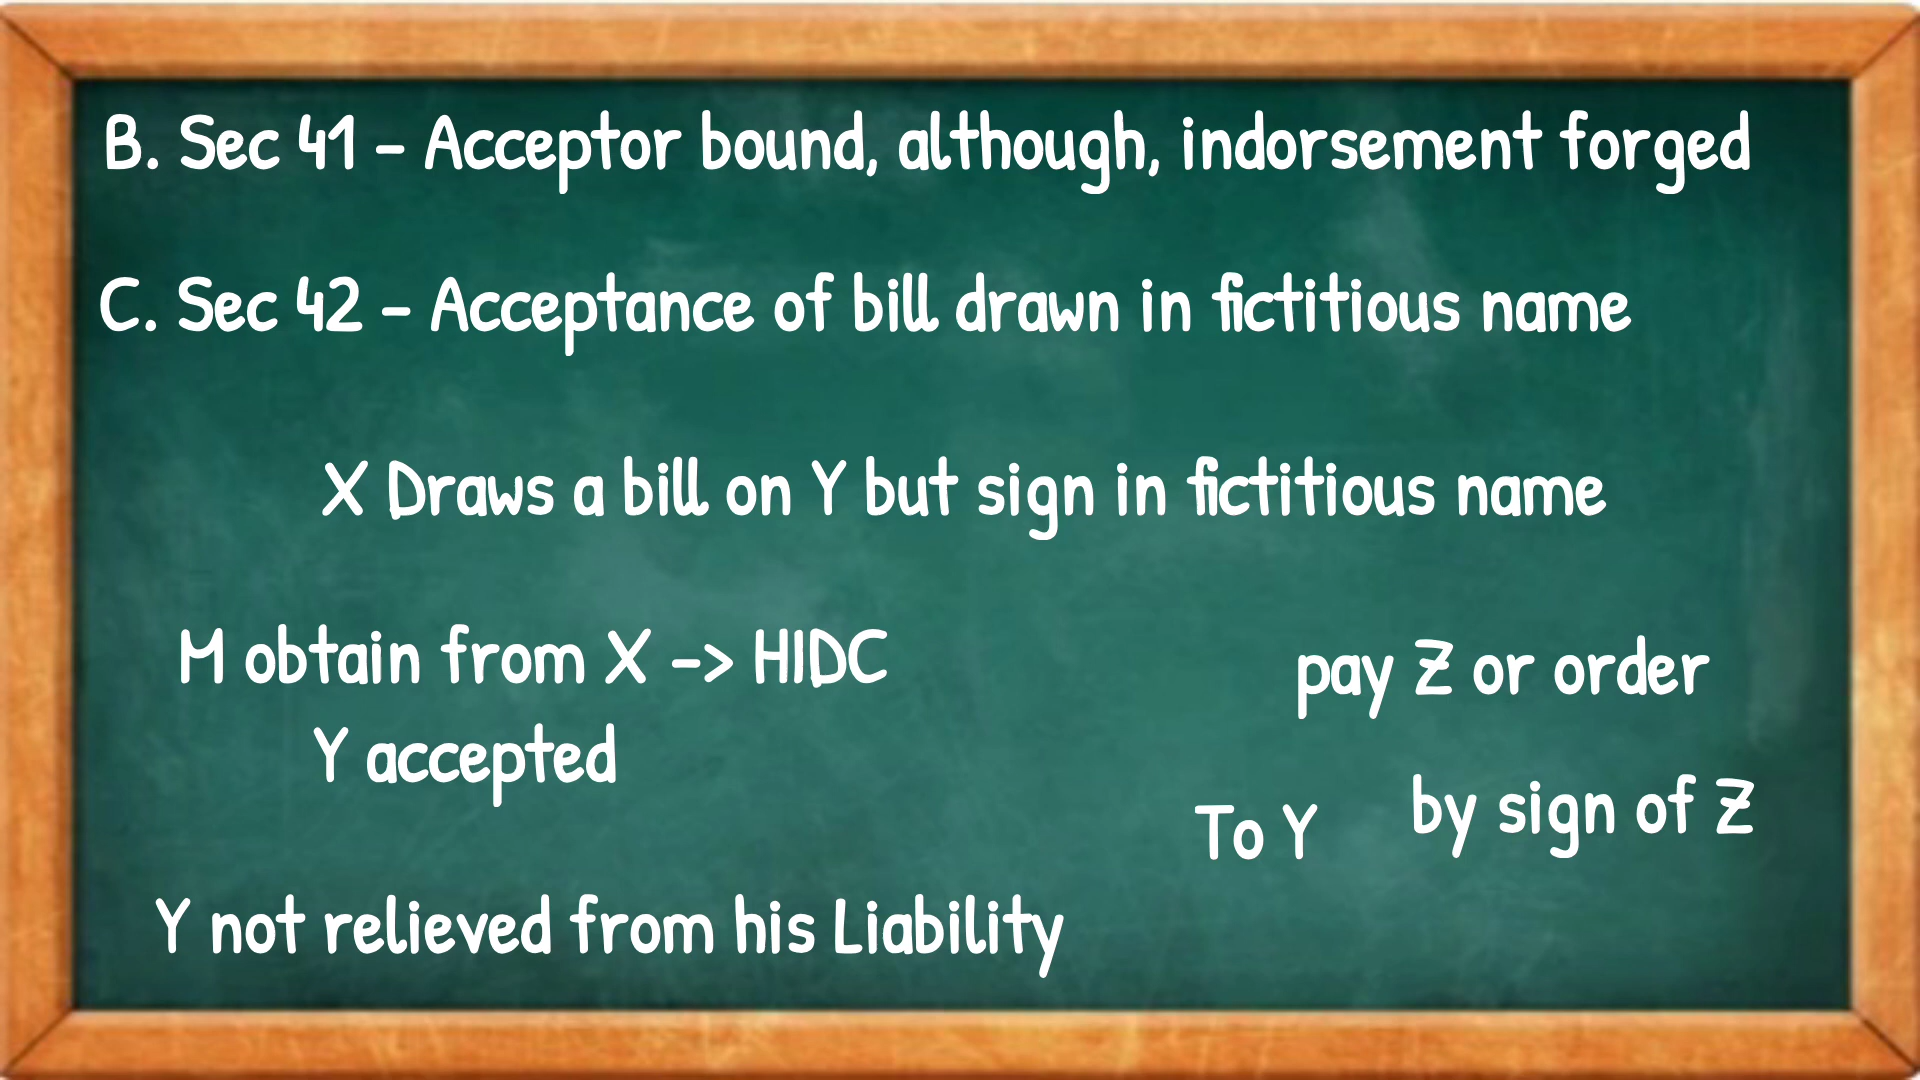 B. Sec 41 - Acceptor bound, although, indorsement forged
C. Sec 42 - Acceptance of bill drawn in fictitious name
X Draws a bill on Y but sign in fictitious name
M obtain from X -> HIDC
Y accepted
pay Z or order
by sign of Z
To Y
Y not relieved from his Liability